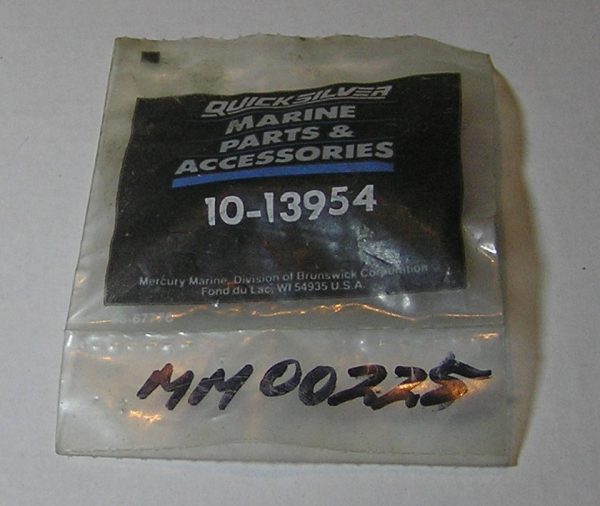 QUICKSILVER
MARINE
PARTS &
ACCESSORIES
10-13954
Mercury Marine, Division of Brunswick Corporation
Fond du Lac, WI 54935 U.S.A.
MM00225